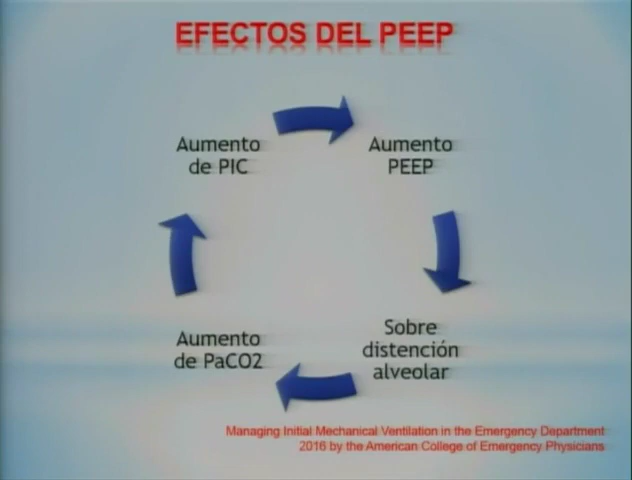 EFECTOS DEL PEEP
Aumento
de PIC
Aumento
PEEP
Sobre
distención
alveolar
Aumento
de PaCO2
Managing Initial Mechanical Ventilation in the Emergency Department
2016 by the American College of Emergency Physicians